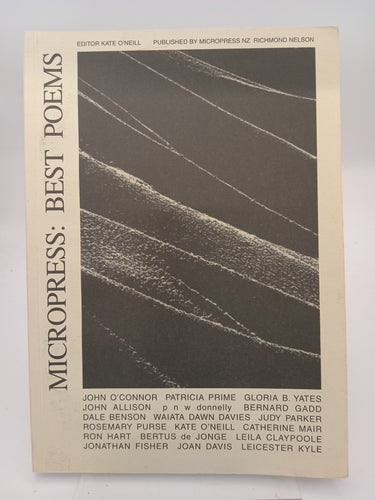 EDITOR KATE O'NEILL PUBLISHED BY MICROPRESS NZ RICHMOND NELSON
MICROPRESS: BEST POEMS
JOHN O'CONNOR PATRICIA PRIME GLORIA B. YATES
JOHN ALLISON p n w donnelly BERNARD GADD
DALE BENSON WAIATA DAWN DAVIES JUDY PARKER
ROSEMARY PURSE KATE O'NEILL CATHERINE MAIR
RON HART BERTUS de JONGE LEILA CLAYPOOLE
JONATHAN FISHER JOAN DAVIS LEICESTER KYLE